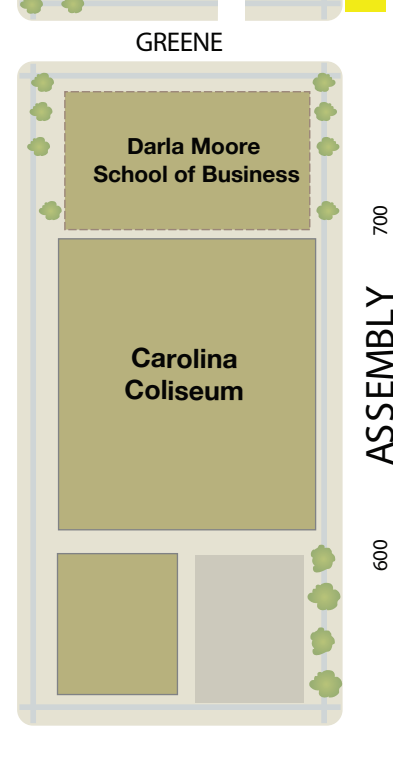 GREENE
Darla Moore
School of Business
700
ASSEMBLY
Carolina
Coliseum
600